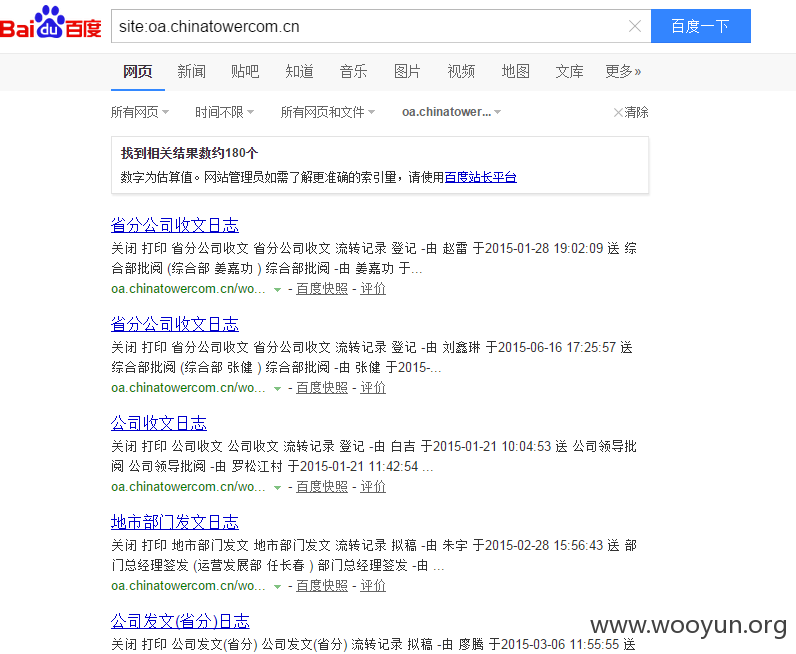 Bai du 百度 site:oa.chinatowercom.cn 百度一下
网页 新闻 贴吧 知道 音乐 图片 视频 地图 文库 更多»
所有网页 时间不限 所有网页和文件 oa.chinatower... 清除
找到相关结果数约180个
数字为估算值。网站管理员如需了解更准确的索引量，请使用百度站长平台
省分公司收文日志
关闭 打印 省分公司收文 省分公司收文 流转记录 登记 -由 赵雷 于2015-01-28 19:02:09 送 综
合部批阅 (综合部 姜嘉功 ) 综合部批阅 -由 姜嘉功 于...
oa.chinatowercom.cn/wo... - 百度快照 - 评价
省分公司收文日志
关闭 打印 省分公司收文 省分公司收文 流转记录 登记 -由 刘鑫琳 于2015-06-16 17:25:57 送
综合部批阅 (综合部 张健 ) 综合部批阅 -由 张健 于2015-...
oa.chinatowercom.cn/wo... - 百度快照 - 评价
公司收文日志
关闭 打印 公司收文 公司收文 流转记录 登记 -由 白吉 于2015-01-21 10:04:53 送 公司领导批
阅 公司领导批阅 -由 罗松江村 于2015-01-21 11:42:54 ...
oa.chinatowercom.cn/wo... - 百度快照 - 评价
地市部门发文日志
关闭 打印 地市部门发文 地市部门发文 流转记录 拟稿 -由 朱宇 于2015-02-28 15:56:43 送 部
门总经理签发 (运营发展部 任长春 ) 部门总经理签发 -由 ...
oa.chinatowercom.cn/wo... - 百度快照 - 评价
公司发文(省分)日志
关闭 打印 公司发文(省分) 公司发文(省分) 流转记录 拟稿 -由 廖腾 于2015-03-06 11:55:55 送
www.wooyun.org